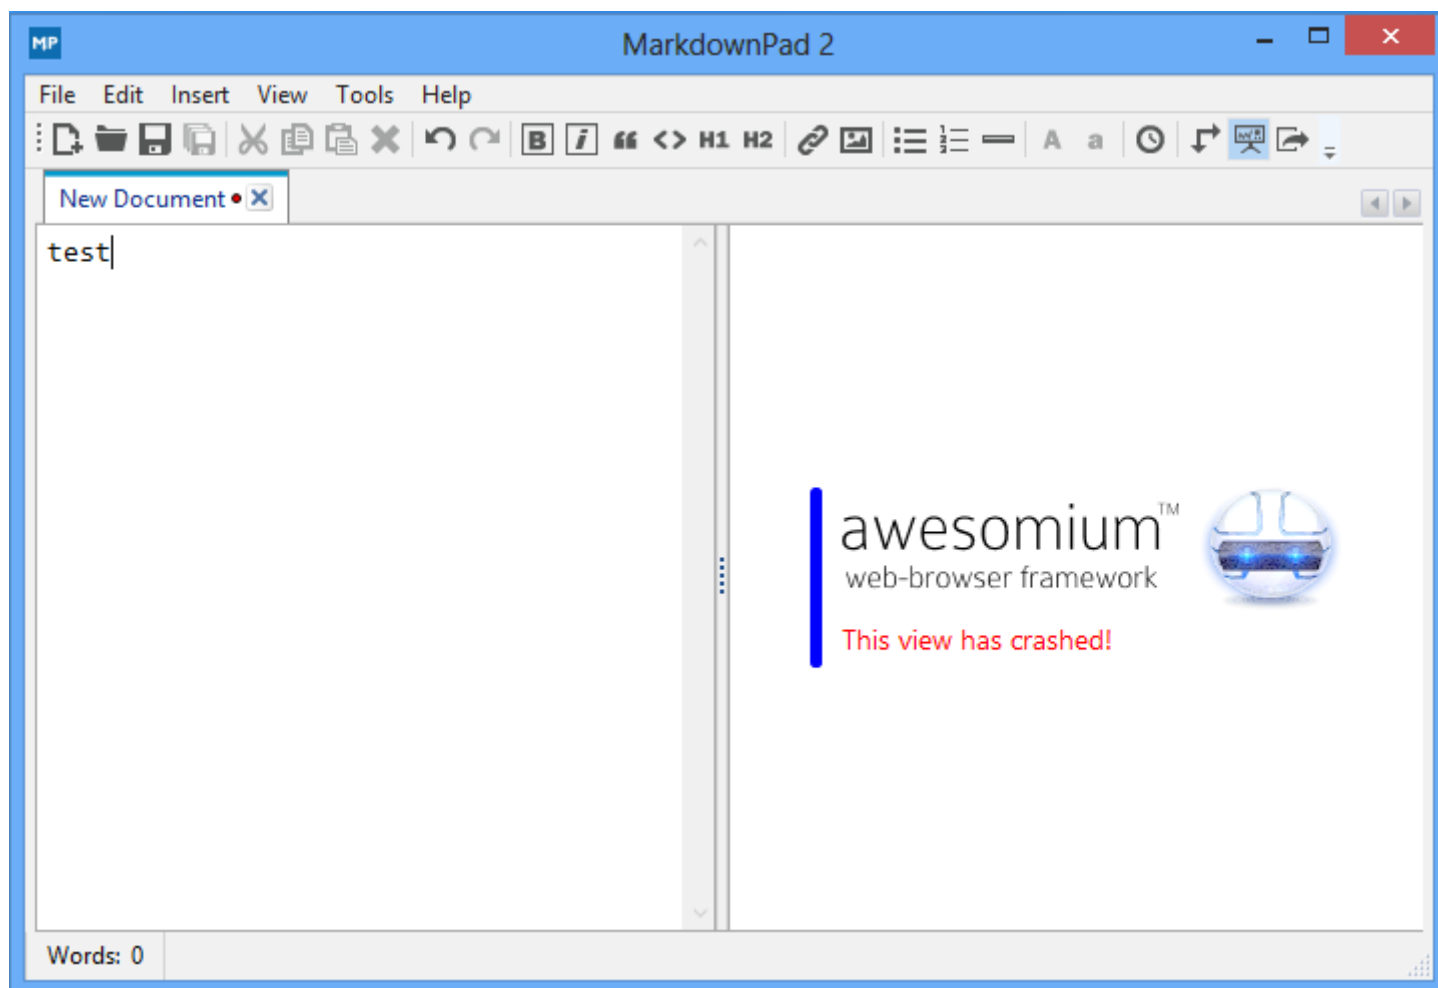 MP MarkdownPad 2
File Edit Insert View Tools Help
B i H1 H2 A a
New Document
test
awesomium™
web-browser framework
This view has crashed!
Words: 0